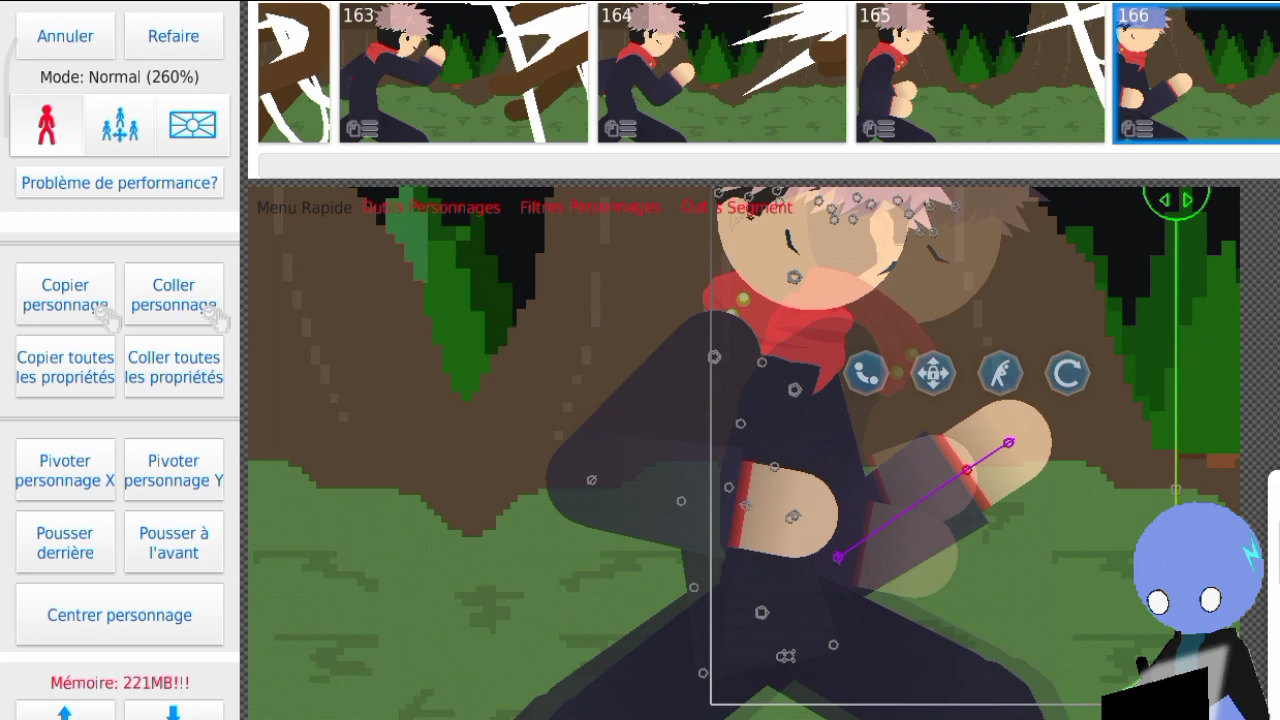 Annuler
Refaire
Mode: Normal (260%)
Problème de performance?
Copier personnage
Coller personnage
Copier toutes les propriétés
Coller toutes les propriétés
Pivoter personnage X
Pivoter personnage Y
Pousser derrière
Pousser à l'avant
Centrer personnage
Mémoire: 221MB!!!
163
164
165
166
Menu Rapide
Outils Personnages
Filtres Personnages
Outils Segment